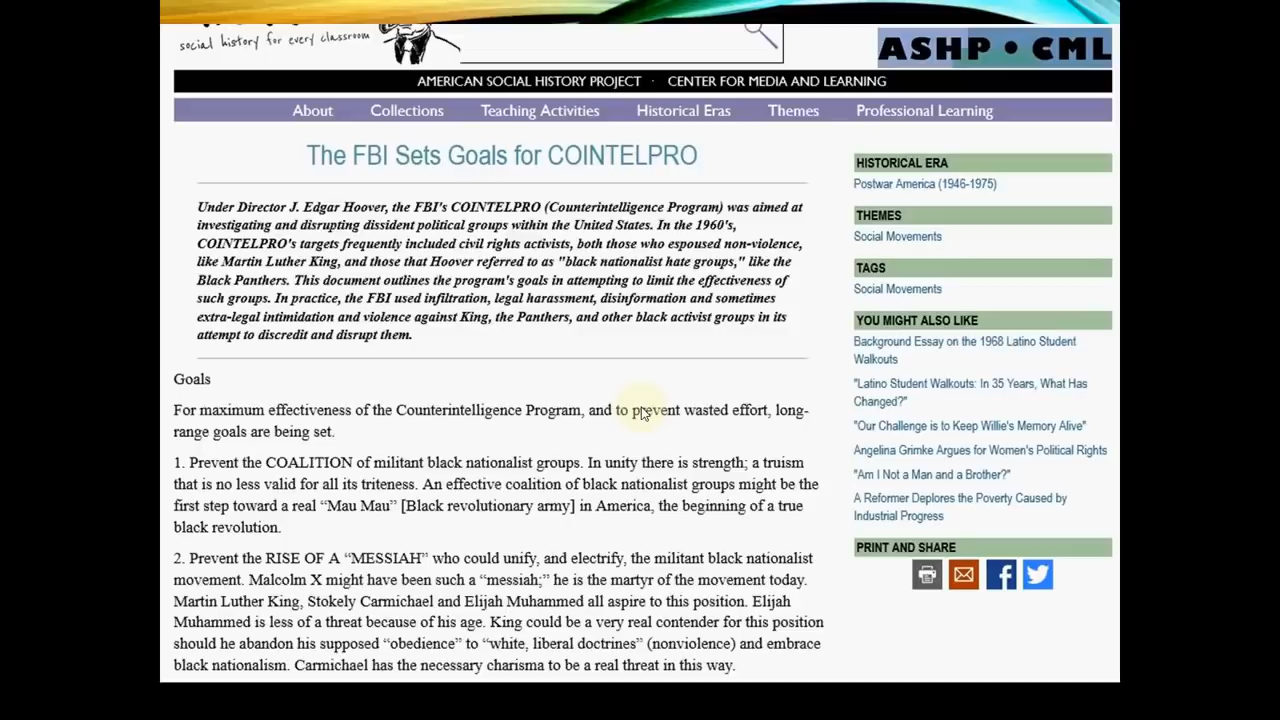 social history for every classroom
ASHP • CML
AMERICAN SOCIAL HISTORY PROJECT · CENTER FOR MEDIA AND LEARNING
About Collections Teaching Activities Historical Eras Themes Professional Learning
The FBI Sets Goals for COINTELPRO
Under Director J. Edgar Hoover, the FBI's COINTELPRO (Counterintelligence Program) was aimed at
investigating and disrupting dissident political groups within the United States. In the 1960's,
COINTELPRO's targets frequently included civil rights activists, both those who espoused non-violence,
like Martin Luther King, and those that Hoover referred to as "black nationalist hate groups," like the
Black Panthers. This document outlines the program's goals in attempting to limit the effectiveness of
such groups. In practice, the FBI used infiltration, legal harassment, disinformation and sometimes
extra-legal intimidation and violence against King, the Panthers, and other black activist groups in its
attempt to discredit and disrupt them.
Goals
For maximum effectiveness of the Counterintelligence Program, and to prevent wasted effort, long-
range goals are being set.
1. Prevent the COALITION of militant black nationalist groups. In unity there is strength; a truism
that is no less valid for all its triteness. An effective coalition of black nationalist groups might be the
first step toward a real “Mau Mau” [Black revolutionary army] in America, the beginning of a true
black revolution.
2. Prevent the RISE OF A “MESSIAH” who could unify, and electrify, the militant black nationalist
movement. Malcolm X might have been such a “messiah;” he is the martyr of the movement today.
Martin Luther King, Stokely Carmichael and Elijah Muhammed all aspire to this position. Elijah
Muhammed is less of a threat because of his age. King could be a very real contender for this position
should he abandon his supposed “obedience” to “white, liberal doctrines” (nonviolence) and embrace
black nationalism. Carmichael has the necessary charisma to be a real threat in this way.
HISTORICAL ERA
Postwar America (1946-1975)
THEMES
Social Movements
TAGS
Social Movements
YOU MIGHT ALSO LIKE
Background Essay on the 1968 Latino Student
Walkouts
"Latino Student Walkouts: In 35 Years, What Has
Changed?"
"Our Challenge is to Keep Willie's Memory Alive"
Angelina Grimke Argues for Women's Political Rights
"Am I Not a Man and a Brother?"
A Reformer Deplores the Poverty Caused by
Industrial Progress
PRINT AND SHARE